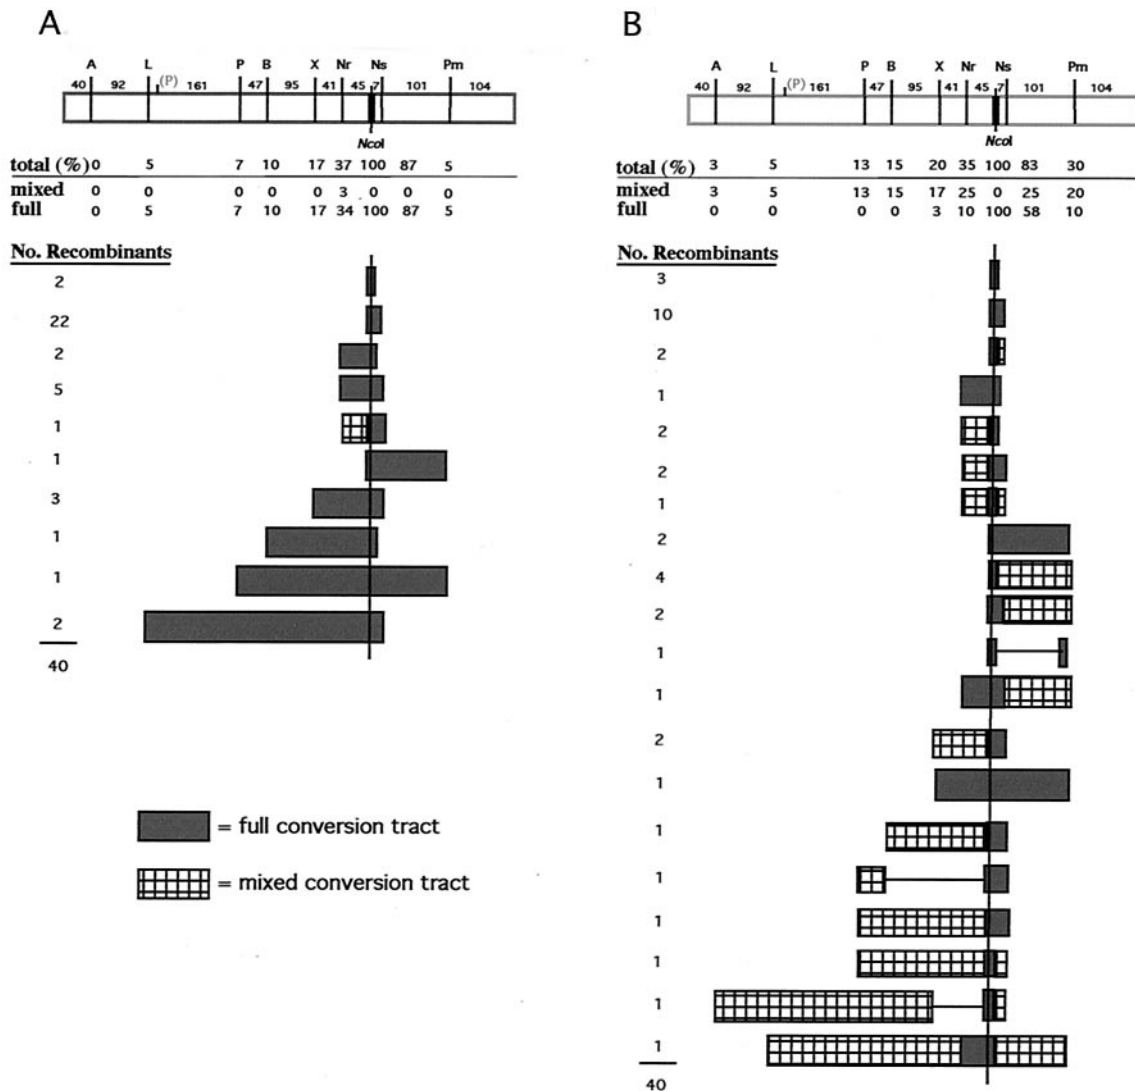 A
A L P B X Nr Ns Pm
40 92 (P) 161 47 95 41 45 7 101 104
NcoI
total (%) 0 5 7 10 17 37 100 87 5
mixed 0 0 0 0 0 3 0 0 0
full 0 5 7 10 17 34 100 87 5
No. Recombinants
2
22
2
5
1
1
3
1
1
2
40
= full conversion tract
= mixed conversion tract
B
A L P B X Nr Ns Pm
40 92 (P) 161 47 95 41 45 7 101 104
NcoI
total (%) 3 5 13 15 20 35 100 83 30
mixed 3 5 13 15 17 25 0 25 20
full 0 0 0 0 3 10 100 58 10
No. Recombinants
3
10
2
1
2
2
1
2
4
2
1
1
2
1
1
1
1
1
1
1
40